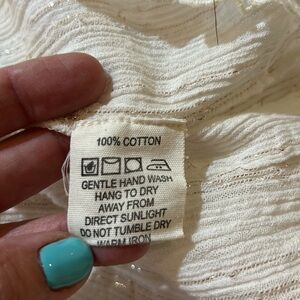 100% COTTON
GENTLE HAND WASH
HANG TO DRY
AWAY FROM
DIRECT SUNLIGHT
DO NOT TUMBLE DRY
WARM IRON